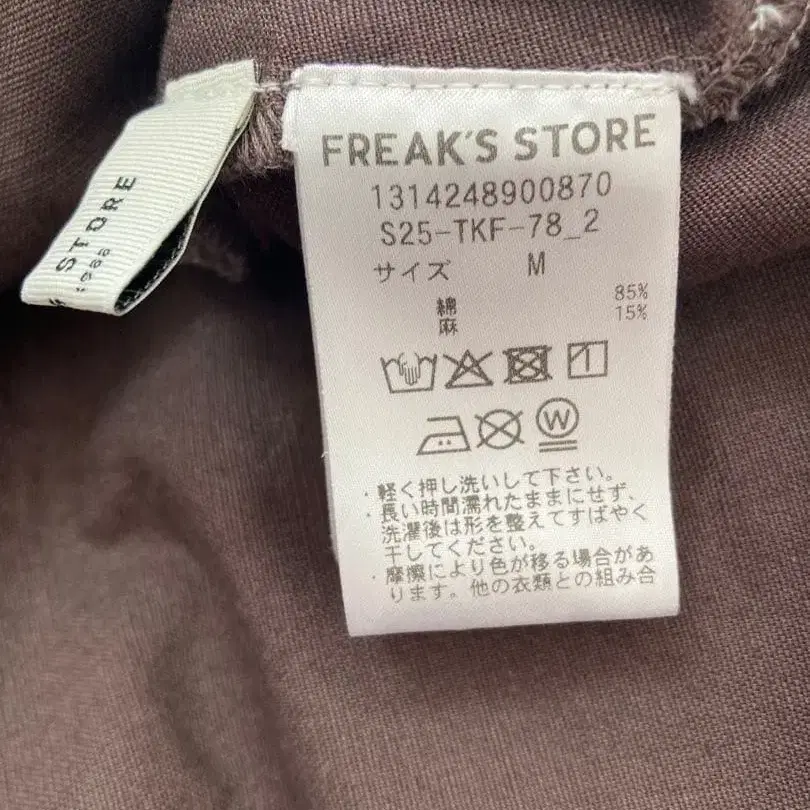 STORE
FREAK'S STORE
1314248900870
S25-TKF-78_2
サイズ M
綿 85%
麻 15%
W
・軽く押し洗いして下さい。
・長い時間濡れたままにせず、
洗濯後は形を整えてすばやく
干してください。
・摩擦により色が移る場合があ
ります。他の衣類との組み合